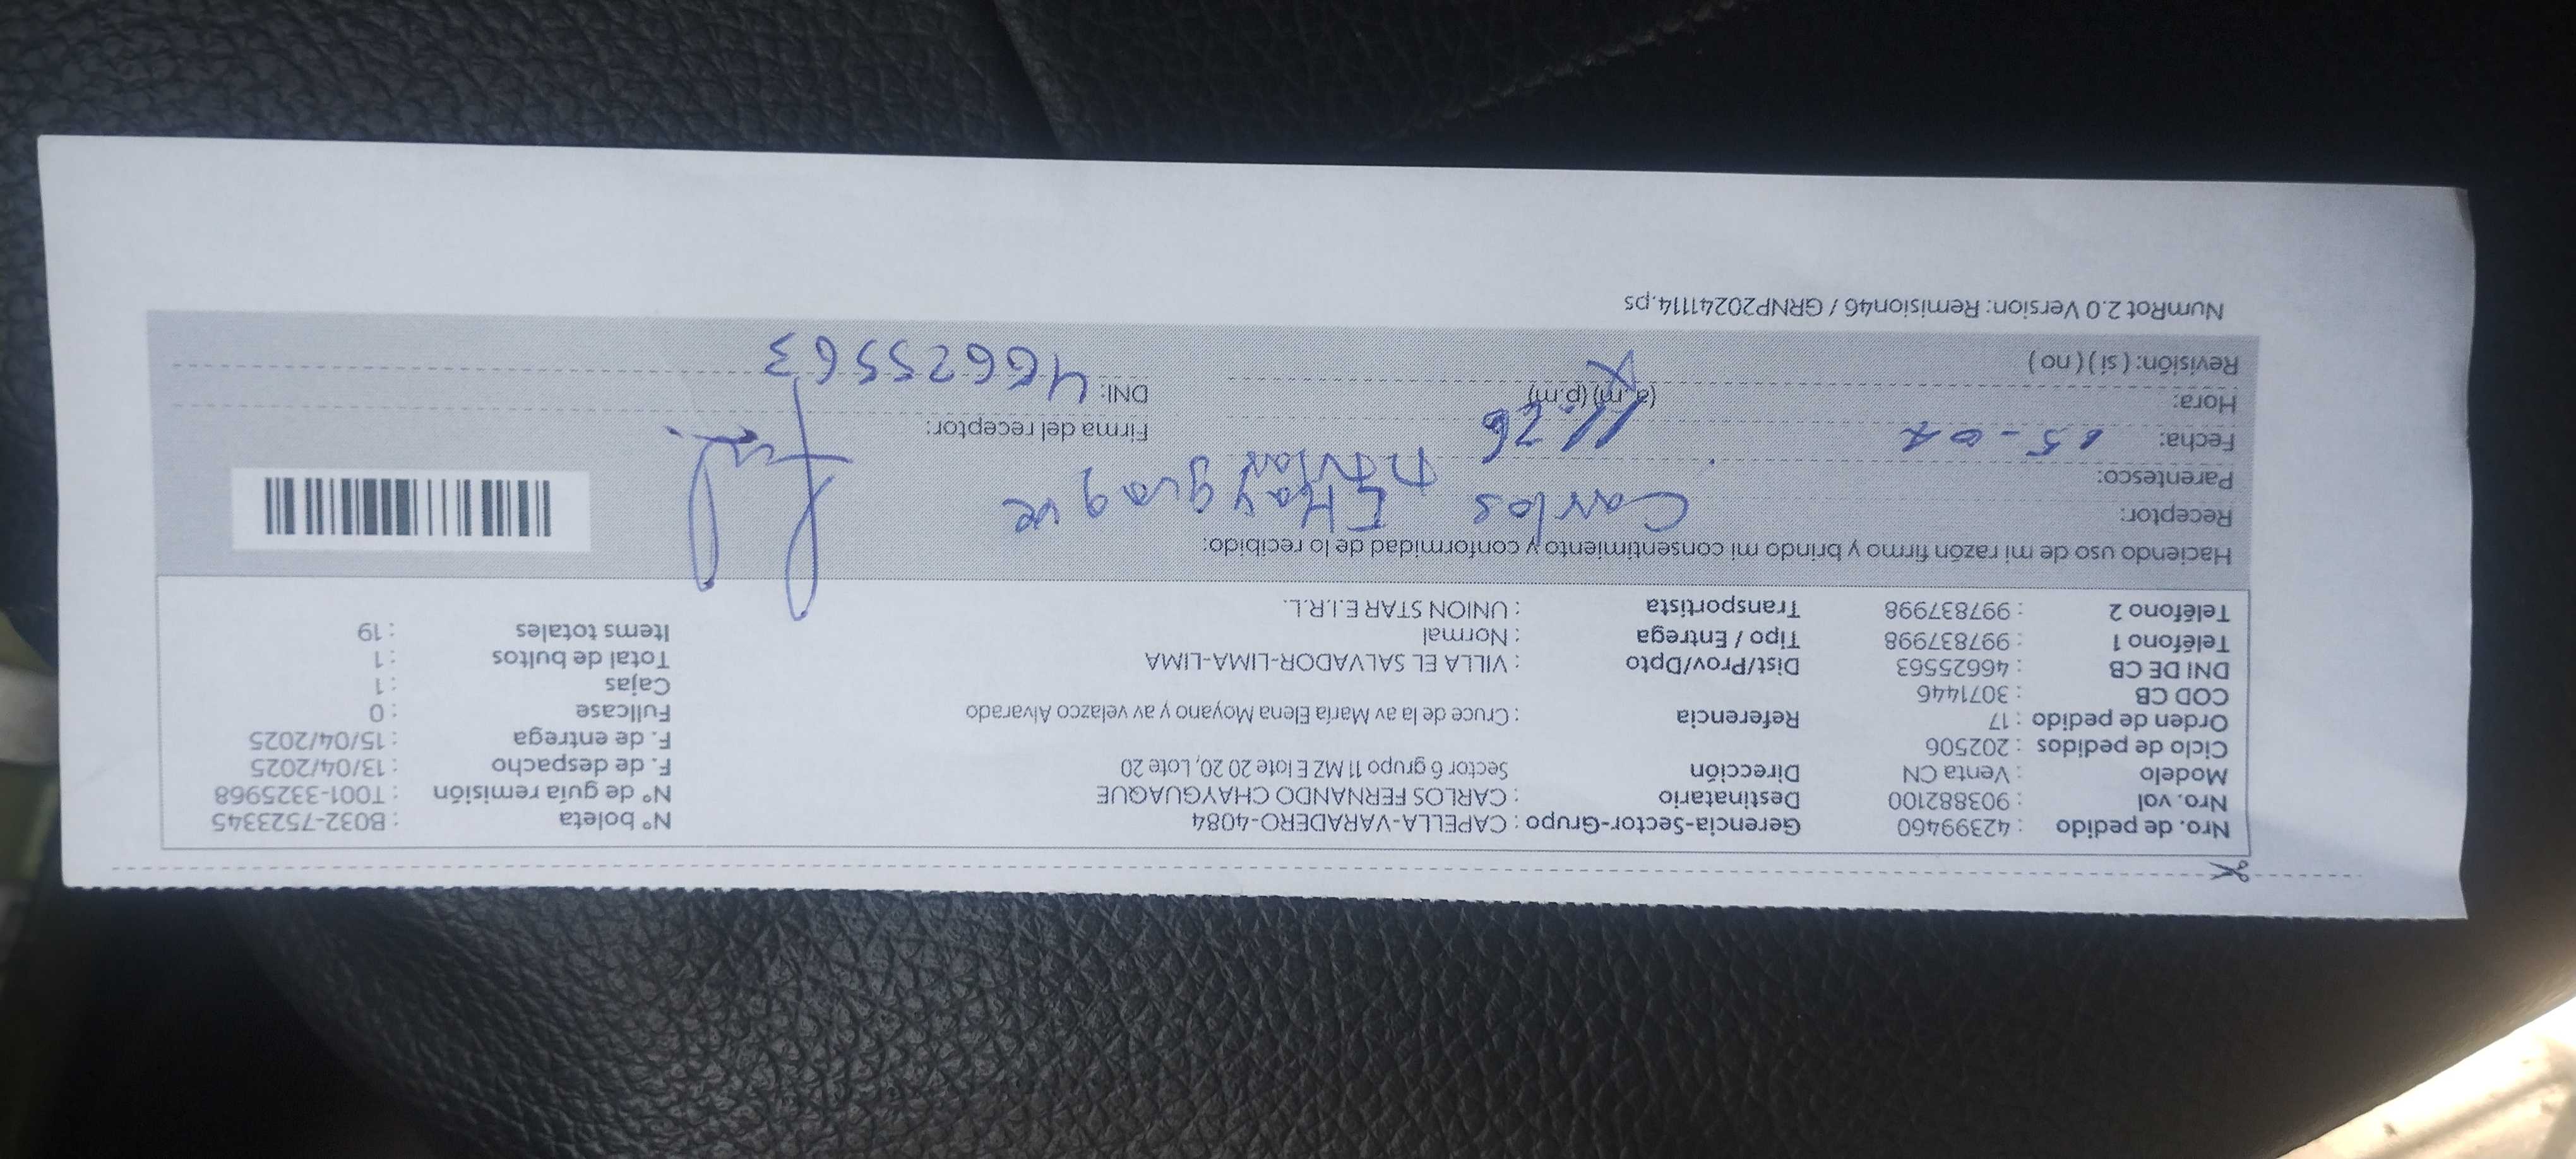 Nro. de pedido : 42399460 Gerencia-Sector-Grupo : CAPELLA-VARADERO-4084 N° boleta : B032-7523345
Nro. vol : 903882100 Destinatario : CARLOS FERNANDO CHAYGUAQUE N° de guía remisión : T001-3325968
Modelo : Venta CN Dirección Sector 6 grupo 11 MZ E lote 20 20, Lote 20 F. de despacho : 13/04/2025
Ciclo de pedidos : 202506 F. de entrega : 15/04/2025
Orden de pedido : 17 Referencia : Cruce de la av María Elena Moyano y av velazco Alvarado Fullcase : 0
COD CB : 3071446 Cajas : 1
DNI DE CB : 46625563 Dist/Prov/Dpto : VILLA EL SALVADOR-LIMA-LIMA Total de bultos : 1
Teléfono 1 : 997837998 Tipo / Entrega : Normal Items totales : 19
Teléfono 2 : 997837998 Transportista : UNION STAR E.I.R.L.
Haciendo uso de mi razón firmo y brindo mi consentimiento y conformidad de lo recibido:
Receptor: Carlos CHayguaque
Parentesco: Titular
Fecha: 15-04 Firma del receptor:
Hora: 11:26 (a.m) (p.m) DNI: 46625563
Revisión: ( si ) ( no )
NumRot 2.0 Version: Remision46 / GRNP20241114.ps